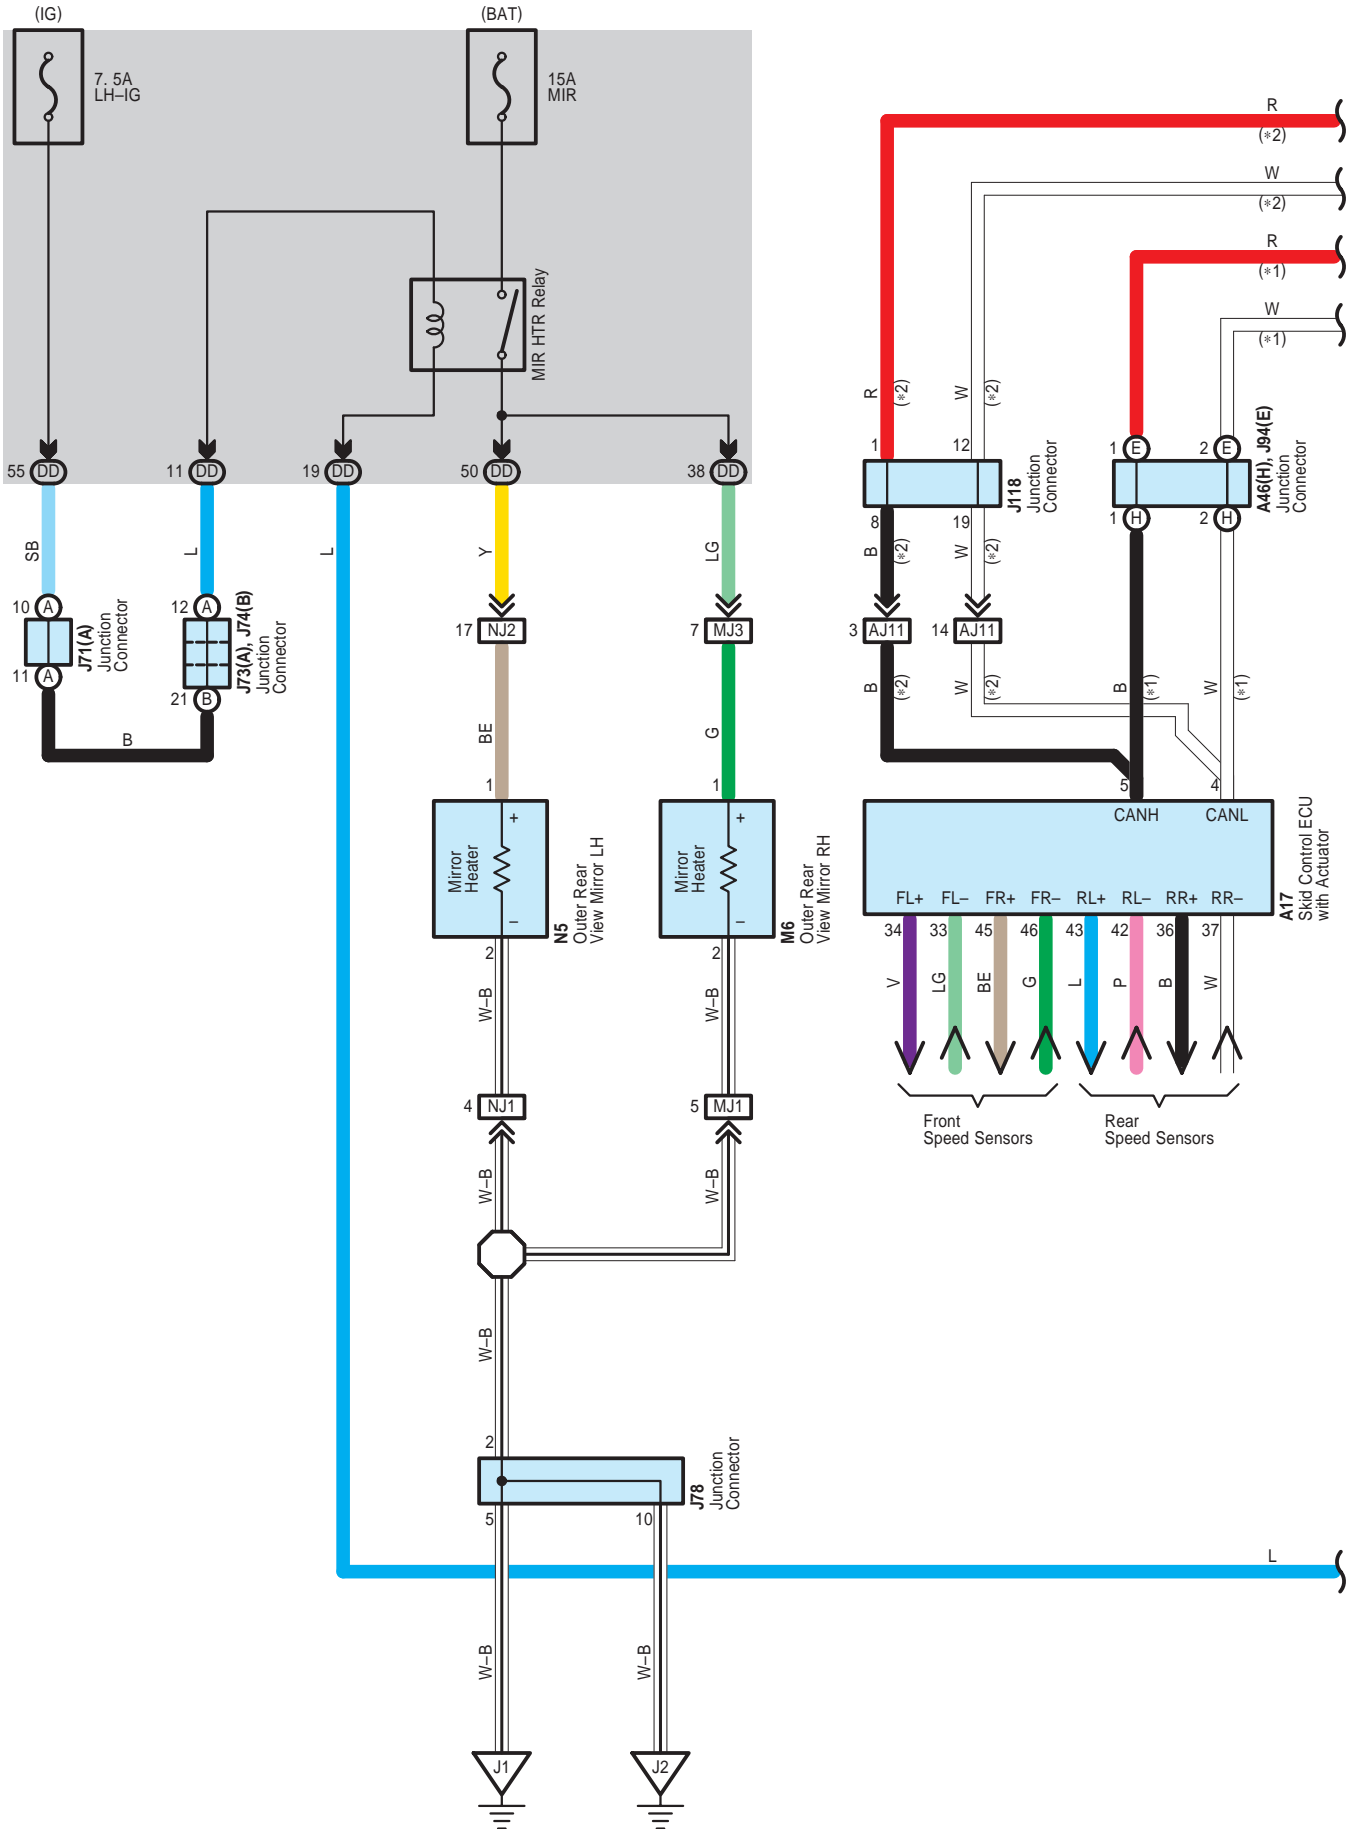 (IG)
(BAT)
7. 5A
LH–IG
15A
MIR
MIR HTR Relay
R
(*2)
W
(*2)
R
(*1)
W
(*1)
R
(*2)
W
(*2)
1
12
J118
Junction
Connector
8
19
1 E
2 E
A46(H), J94(E)
Junction
Connector
1 H
2 H
55 DD
11 DD
19 DD
50 DD
38 DD
SB
L
L
Y
LG
B
(*2)
W
(*2)
10 A
J71(A)
Junction
Connector
11 A
12 A
J73(A), J74(B)
Junction
Connector
21 B
B
17 NJ2
7 MJ3
3 AJ11
14 AJ11
BE
G
B
(*2)
W
(*2)
B
(*1)
W
(*1)
1
1
5
4
+
Mirror
Heater
–
N5
Outer Rear
View Mirror LH
+
Mirror
Heater
–
M6
Outer Rear
View Mirror RH
CANH
CANL
FL+
FL–
FR+
FR–
RL+
RL–
RR+
RR–
A17
Skid Control ECU
with Actuator
2
2
34
33
45
46
43
42
36
37
W–B
W–B
V
LG
BE
G
L
P
B
W
4 NJ1
5 MJ1
Front
Speed Sensors
Rear
Speed Sensors
W–B
W–B
W–B
2
J78
Junction
Connector
5
10
L
W–B
W–B
J1
J2